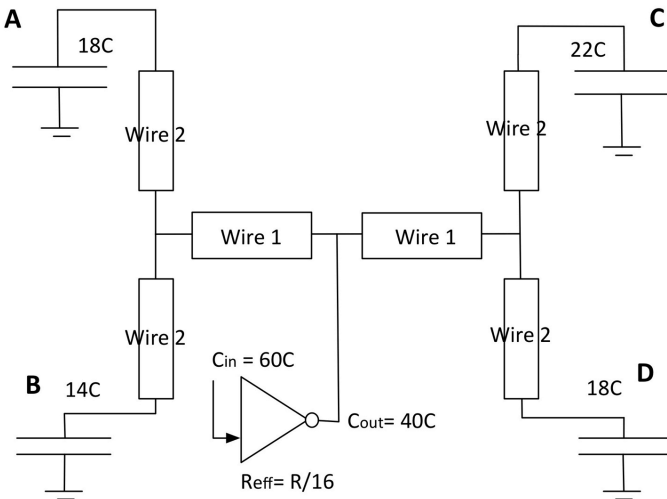 A
C
18C
22C
Wire 2
Wire 2
Wire 1
Wire 1
Wire 2
Wire 2
Cin = 60C
B
14C
D
18C
Cout= 40C
Reff= R/16